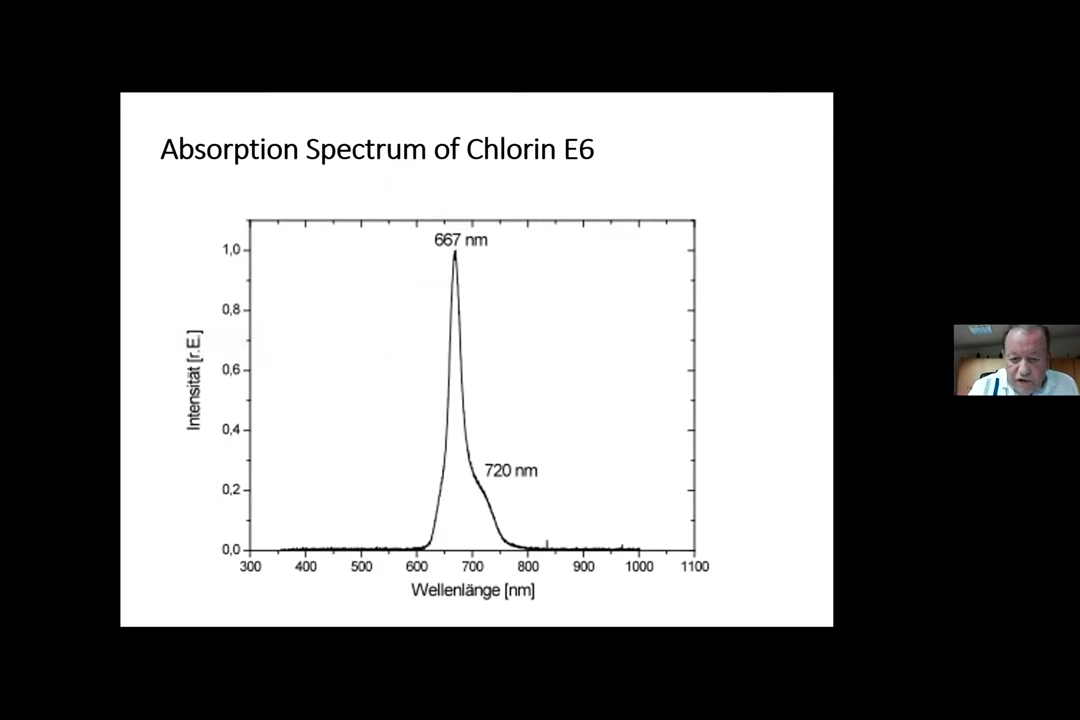 Absorption Spectrum of Chlorin E6
667 nm
1,0
0,8
0,6
720 nm
0,4
0,2
0,0
Intensität [r.E.]
300 400 500 600 700 800 900 1000 1100
Wellenlänge [nm]